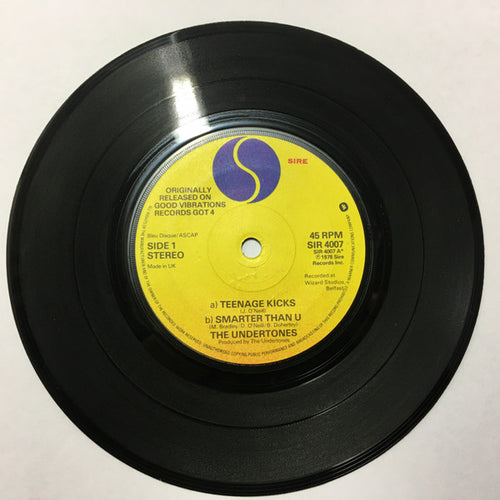 SIRE
ORIGINALLY
RELEASED ON
GOOD VIBRATIONS
RECORDS GOT 4
Bleu Disque/ASCAP
SIDE 1
STEREO
Made in UK
45 RPM
SIR 4007
SIR 4007 A*
℗ 1978 Sire
Records Inc.
Recorded at
Wizard Studios,
Belfast
a) TEENAGE KICKS
(J. O'Neill)
b) SMARTER THAN U
(M. Bradley/D. O'Neill/B. Doherty)
THE UNDERTONES
Produced by The Undertones